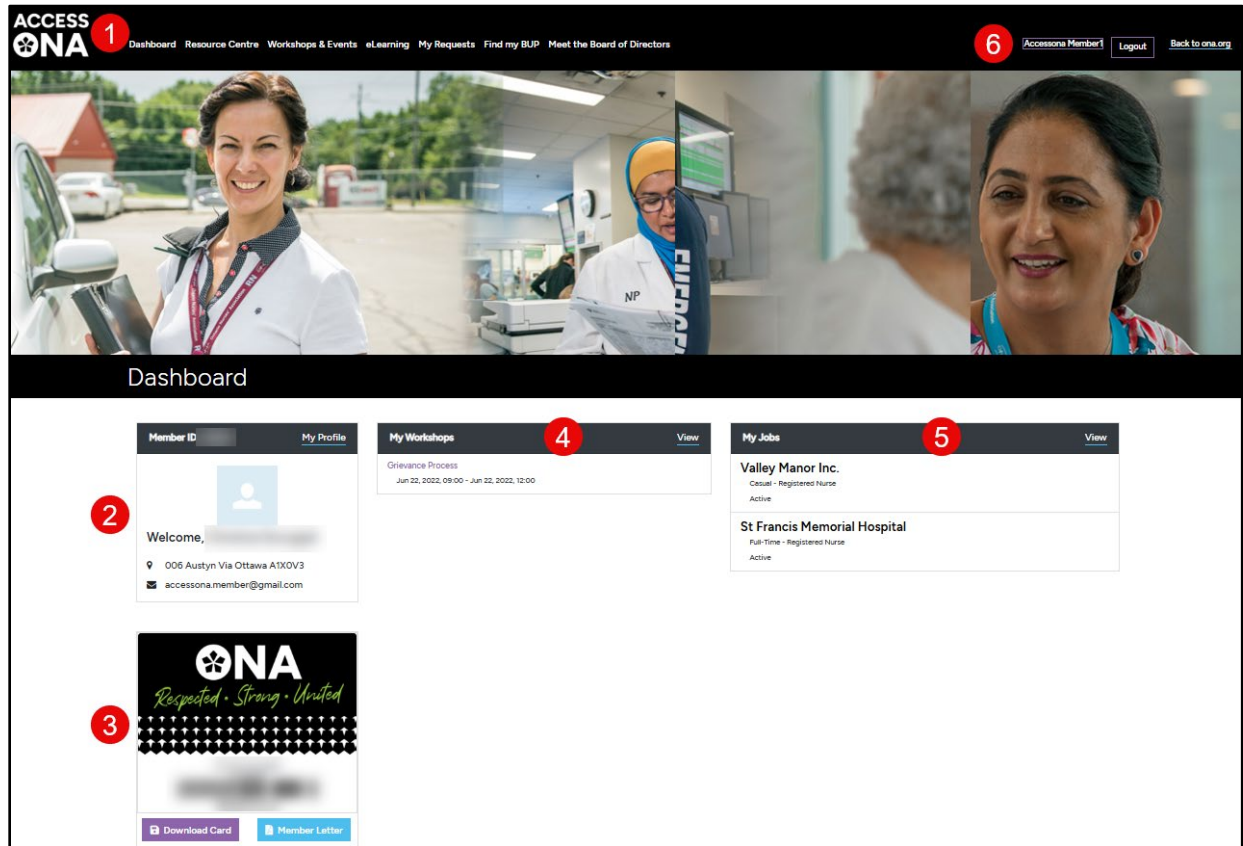 ACCESS
ONA
1
Dashboard Resource Centre Workshops & Events eLearning My Requests Find my BUP Meet the Board of Directors
6
Accessona Member1
Logout
Back to ona.org
RN
NP
Dashboard
Member ID
My Profile
2
Welcome,
006 Austyn Via Ottawa A1X0V3
accessona.member@gmail.com
My Workshops
4
View
Grievance Process
Jun 22, 2022, 09:00 - Jun 22, 2022, 12:00
My Jobs
5
View
Valley Manor Inc.
Casual - Registered Nurse
Active
St Francis Memorial Hospital
Full-Time - Registered Nurse
Active
3
ONA
Respected • Strong • United
Download Card
Member Letter